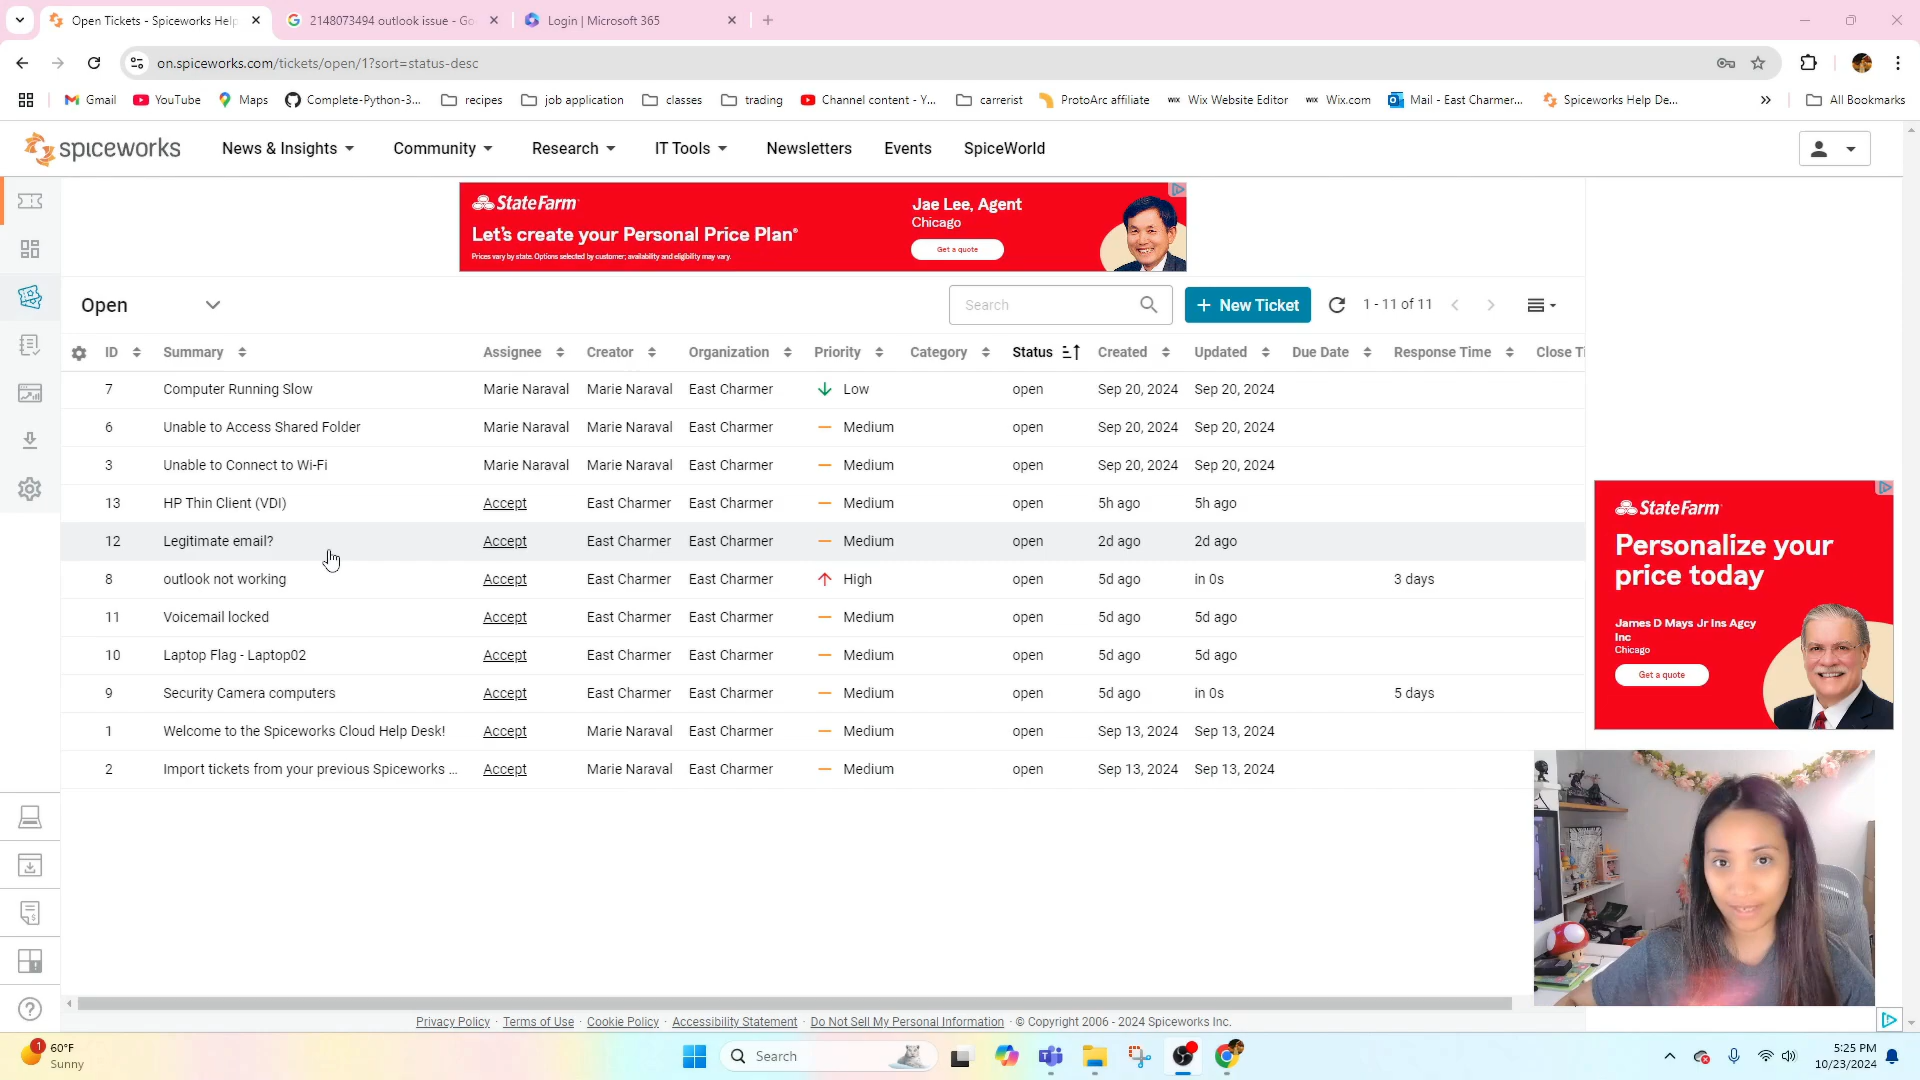 Open Tickets - Spiceworks Help
2148073494 outlook issue - Go
Login | Microsoft 365
on.spiceworks.com/tickets/open/1?sort=status-desc
Gmail YouTube Maps Complete-Python-3... recipes job application classes trading Channel content - Y... carrerist ProtoArc affiliate Wix Website Editor Wix.com Mail - East Charmer... Spiceworks Help De... All Bookmarks
spiceworks News & Insights Community Research IT Tools Newsletters Events SpiceWorld
StateFarm
Let's create your Personal Price Plan®
Prices vary by state. Options selected by customer; availability and eligibility may vary.
Jae Lee, Agent
Chicago
Get a quote
Open Search + New Ticket 1 - 11 of 11
ID Summary Assignee Creator Organization Priority Category Status Created Updated Due Date Response Time Close Ti
7 Computer Running Slow Marie Naraval Marie Naraval East Charmer Low open Sep 20, 2024 Sep 20, 2024
6 Unable to Access Shared Folder Marie Naraval Marie Naraval East Charmer Medium open Sep 20, 2024 Sep 20, 2024
3 Unable to Connect to Wi-Fi Marie Naraval Marie Naraval East Charmer Medium open Sep 20, 2024 Sep 20, 2024
13 HP Thin Client (VDI) Accept East Charmer East Charmer Medium open 5h ago 5h ago
12 Legitimate email? Accept East Charmer East Charmer Medium open 2d ago 2d ago
8 outlook not working Accept East Charmer East Charmer High open 5d ago in 0s 3 days
11 Voicemail locked Accept East Charmer East Charmer Medium open 5d ago 5d ago
10 Laptop Flag - Laptop02 Accept East Charmer East Charmer Medium open 5d ago 5d ago
9 Security Camera computers Accept East Charmer East Charmer Medium open 5d ago in 0s 5 days
1 Welcome to the Spiceworks Cloud Help Desk! Accept Marie Naraval East Charmer Medium open Sep 13, 2024 Sep 13, 2024
2 Import tickets from your previous Spiceworks ... Accept Marie Naraval East Charmer Medium open Sep 13, 2024 Sep 13, 2024
StateFarm
Personalize your
price today
James D Mays Jr Ins Agcy
Inc
Chicago
Get a quote
Privacy Policy · Terms of Use · Cookie Policy · Accessibility Statement · Do Not Sell My Personal Information · © Copyright 2006 - 2024 Spiceworks Inc.
1
60°F
Sunny
Search
5:25 PM
10/23/2024